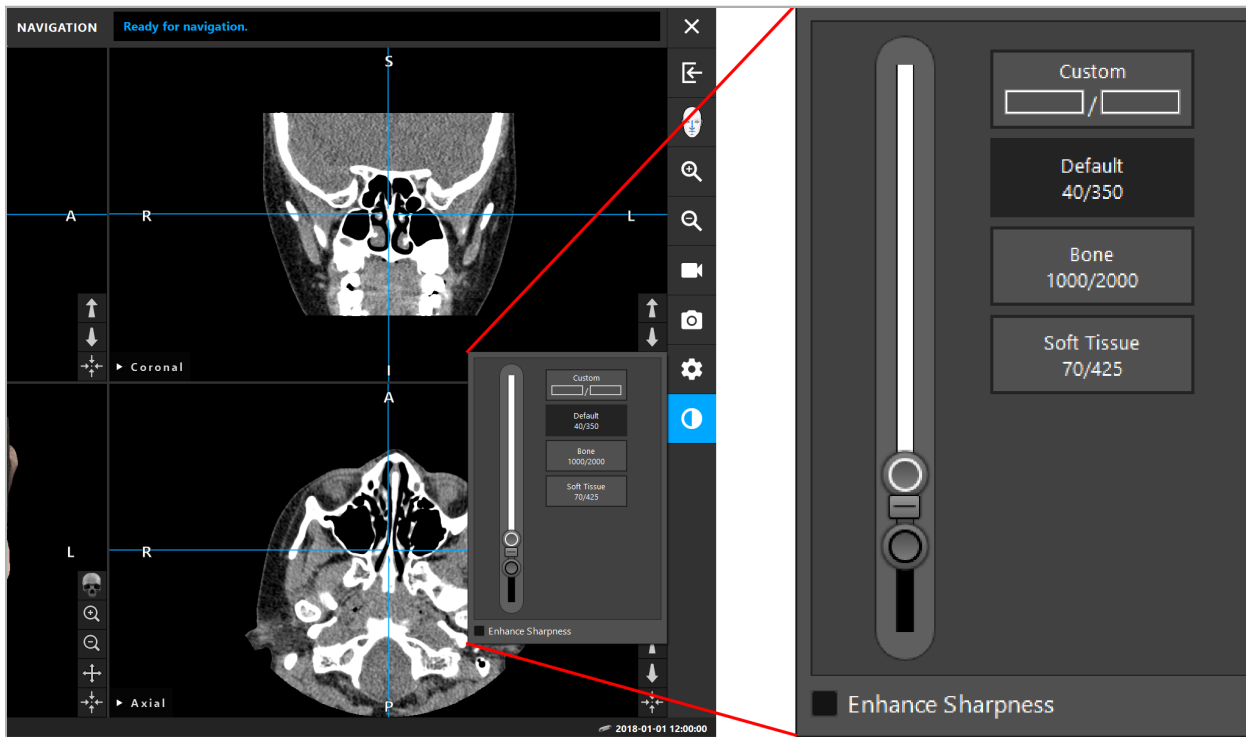 NAVIGATION
Ready for navigation.
S
A
R
L
I
Coronal
A
L
R
P
Axial
Custom
/
Default
40/350
Bone
1000/2000
Soft Tissue
70/425
Enhance Sharpness
2018-01-01 12:00:00
Custom
/
Default
40/350
Bone
1000/2000
Soft Tissue
70/425
Enhance Sharpness